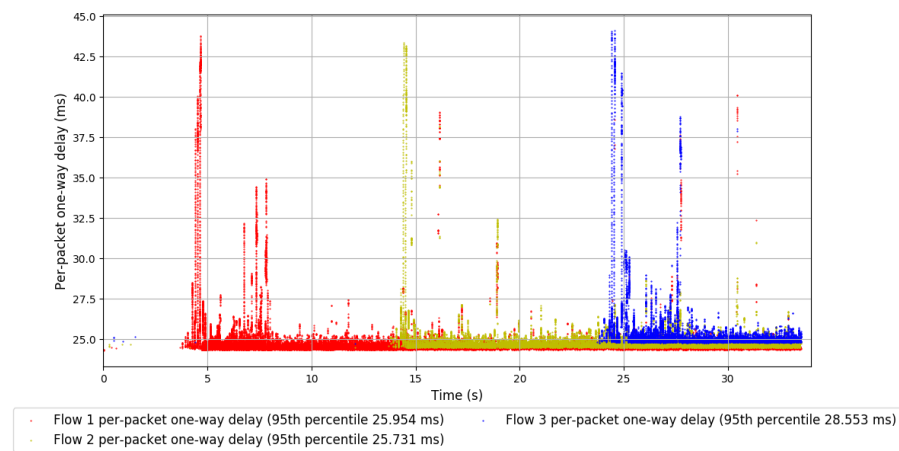 45.0
42.5
40.0
37.5
35.0
32.5
30.0
27.5
25.0
Per-packet one-way delay (ms)
0 5 10 15 20 25 30
Time (s)
Flow 1 per-packet one-way delay (95th percentile 25.954 ms)
Flow 2 per-packet one-way delay (95th percentile 25.731 ms)
Flow 3 per-packet one-way delay (95th percentile 28.553 ms)